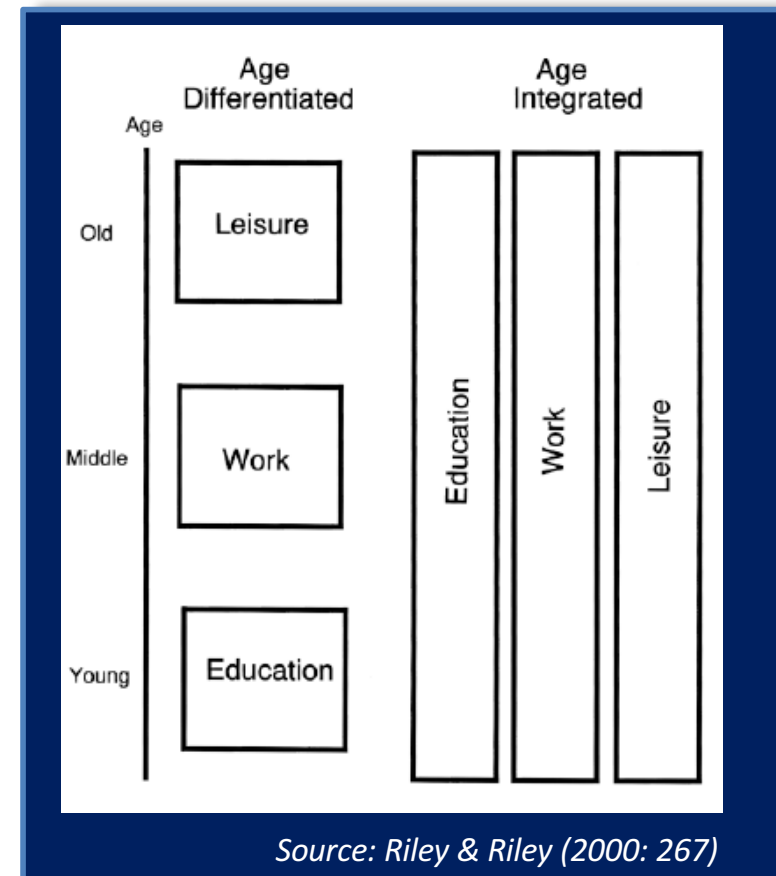 Age
Differentiated
Age
Integrated
Age
Old
Leisure
Middle
Work
Young
Education
Education
Work
Leisure
Source: Riley & Riley (2000: 267)